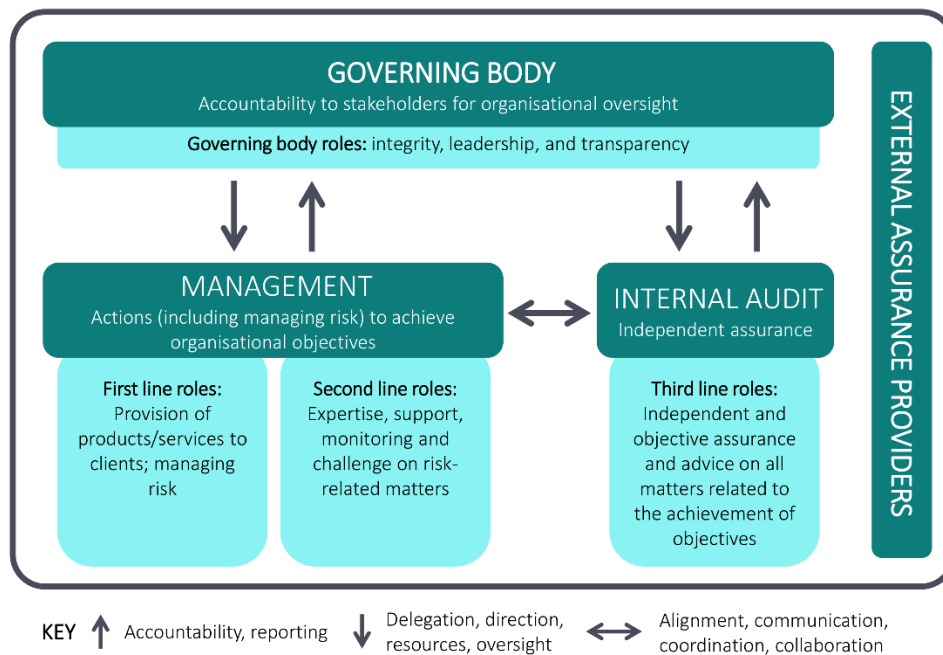 GOVERNING BODY
Accountability to stakeholders for organisational oversight
Governing body roles: integrity, leadership, and transparency
MANAGEMENT
Actions (including managing risk) to achieve
organisational objectives
INTERNAL AUDIT
Independent assurance
First line roles:
Provision of
products/services to
clients; managing
risk
Second line roles:
Expertise, support,
monitoring and
challenge on risk-
related matters
Third line roles:
Independent and
objective assurance
and advice on all
matters related to
the achievement of
objectives
EXTERNAL ASSURANCE PROVIDERS
KEY
Accountability, reporting
Delegation, direction,
resources, oversight
Alignment, communication,
coordination, collaboration